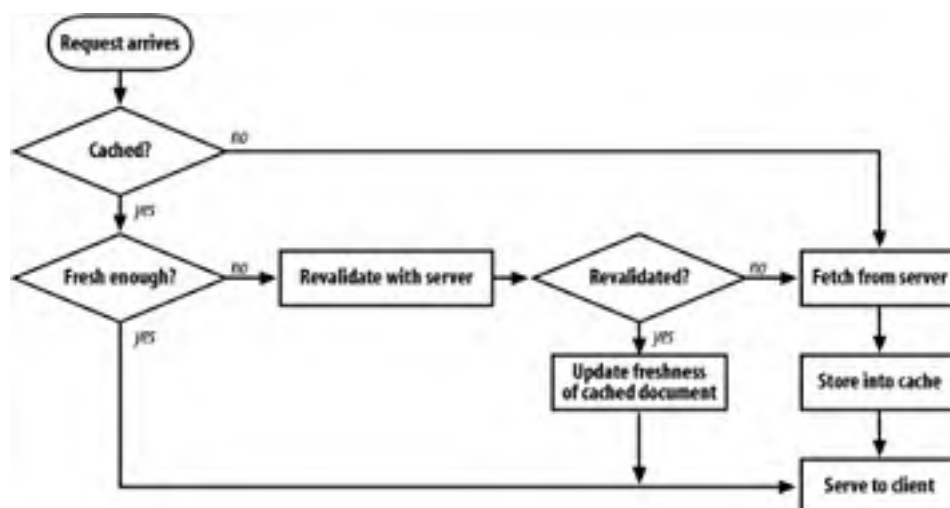 Request arrives
Cached?
no
yes
Fresh enough?
no
Revalidate with server
Revalidated?
no
Fetch from server
yes
yes
Update freshness
of cached document
Store into cache
Serve to client